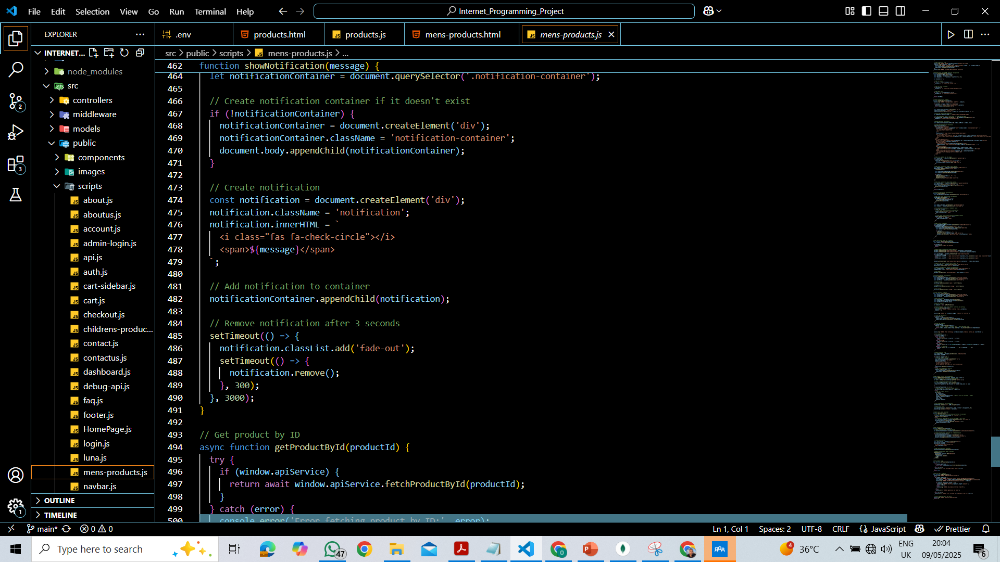 File Edit Selection View Go Run Terminal Help
Internet_Programming_Project
EXPLORER
.env
products.html
products.js
mens-products.html
mens-products.js
INTERNET...
src > public > scripts > mens-products.js > ...
node_modules
src
controllers
middleware
models
public
components
images
scripts
about.js
aboutus.js
account.js
admin-login.js
api.js
auth.js
cart-sidebar.js
cart.js
checkout.js
childrens-produc...
contact.js
contactus.js
dashboard.js
debug-api.js
faq.js
footer.js
HomePage.js
login.js
luna.js
mens-products.js
navbar.js
OUTLINE
TIMELINE
2
3
1
462 function showNotification(message) {
464 let notificationContainer = document.querySelector('.notification-container');
465
466 // Create notification container if it doesn't exist
467 if (!notificationContainer) {
468 notificationContainer = document.createElement('div');
469 notificationContainer.className = 'notification-container';
470 document.body.appendChild(notificationContainer);
471 }
472
473 // Create notification
474 const notification = document.createElement('div');
475 notification.className = 'notification';
476 notification.innerHTML = `
477 <i class="fas fa-check-circle"></i>
478 <span>${message}</span>
479 `;
480
481 // Add notification to container
482 notificationContainer.appendChild(notification);
483
484 // Remove notification after 3 seconds
485 setTimeout(() => {
486 notification.classList.add('fade-out');
487 setTimeout(() => {
488 notification.remove();
489 }, 300);
490 }, 3000);
491 }
492
493 // Get product by ID
494 async function getProductById(productId) {
495 try {
496 if (window.apiService) {
497 return await window.apiService.fetchProductById(productId);
498 }
499 } catch (error) {
500 console.error('Error fetching product by ID:', error);
main* 0 0
Ln 1, Col 1 Spaces: 2 UTF-8 CRLF JavaScript Prettier
Type here to search
47
4
36°C
ENG
UK
20:04
09/05/2025
6